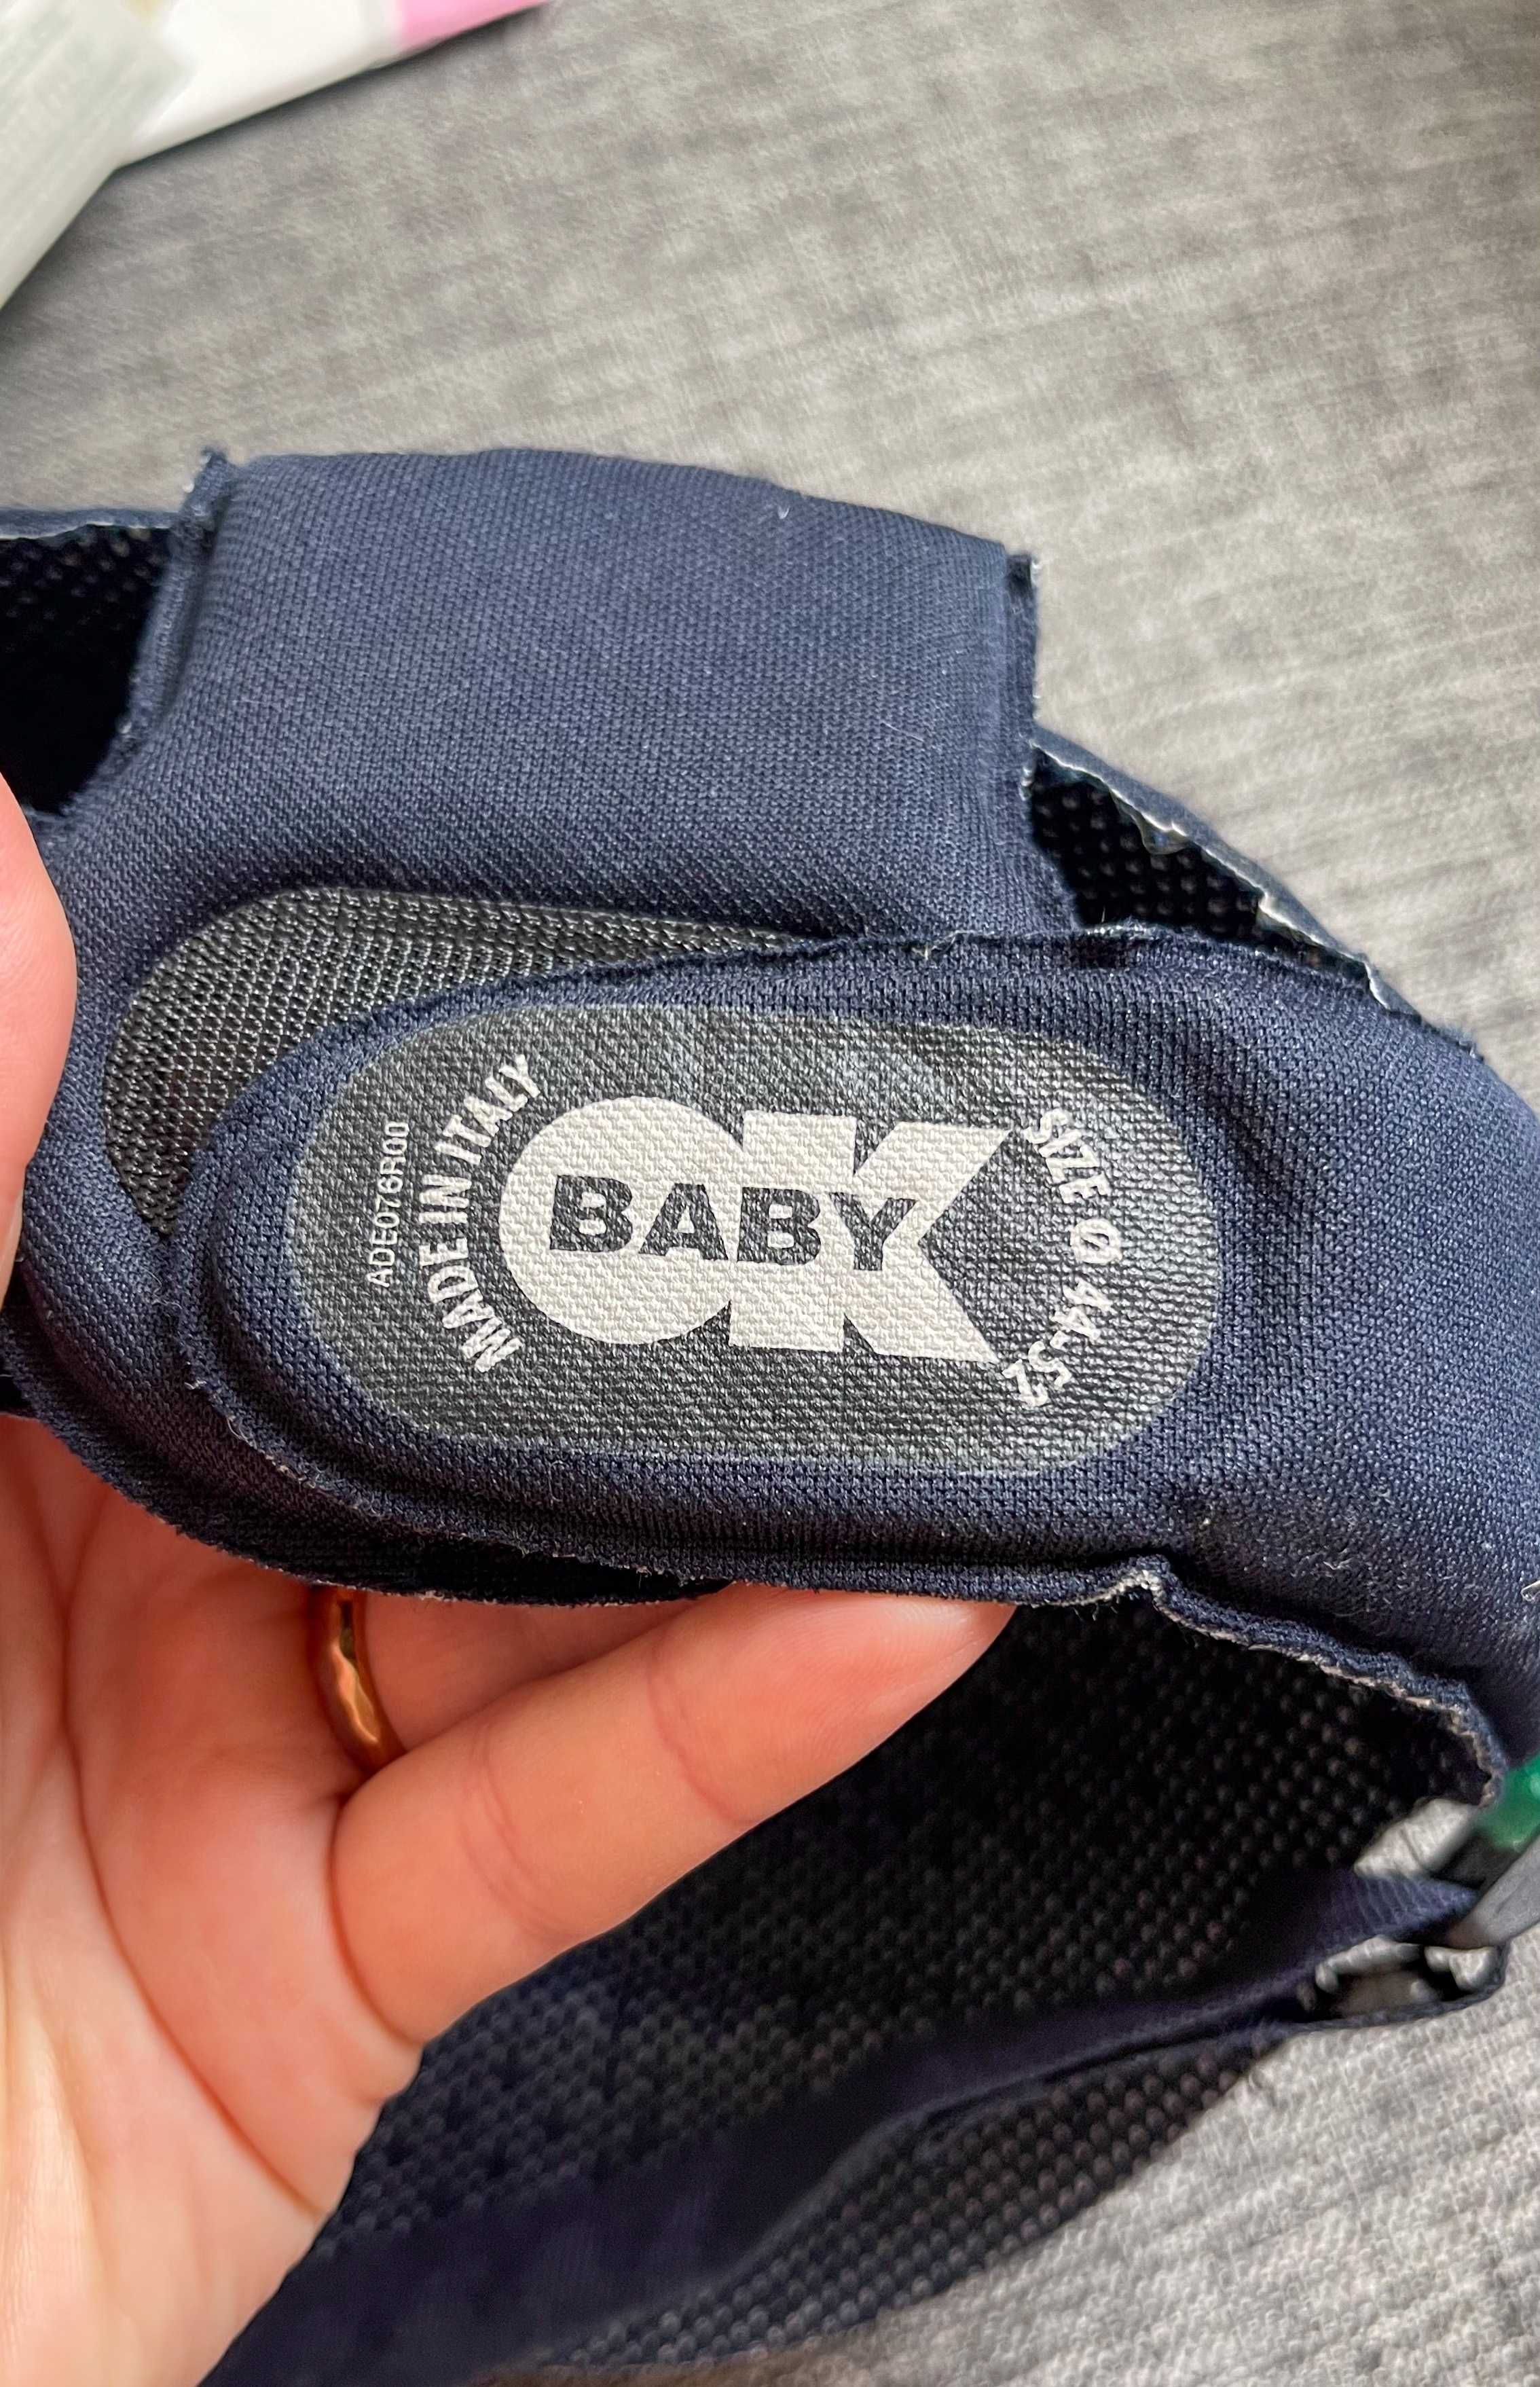 ADE076R00
MADE IN ITALY
OK
BABY
SIZE Ø 44-52